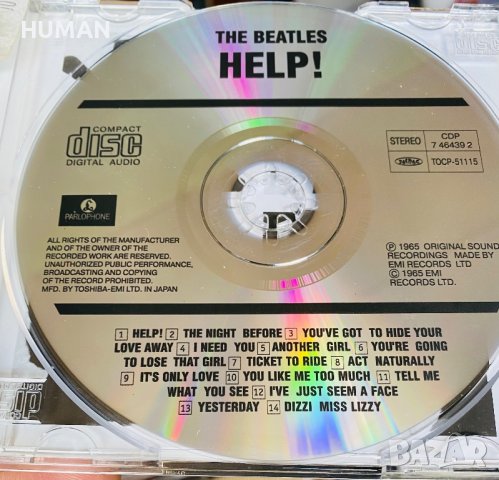 HUMAN
THE BEATLES
HELP!
COMPACT
disc
DIGITAL AUDIO
STEREO CDP 7 46439 2
TOCP-51115
PARLOPHONE
ALL RIGHTS OF THE MANUFACTURER
AND OF THE OWNER OF THE
RECORDED WORK ARE RESERVED.
UNAUTHORIZED PUBLIC PERFORMANCE,
BROADCASTING AND COPYING
OF THE RECORD PROHIBITED.
MFD. BY TOSHIBA-EMI LTD. IN JAPAN
Ⓟ 1965 ORIGINAL SOUND
RECORDINGS MADE BY
EMI RECORDS LTD
Ⓒ 1965 EMI
RECORDS LTD.
1 HELP! 2 THE NIGHT BEFORE 3 YOU'VE GOT TO HIDE YOUR
LOVE AWAY 4 I NEED YOU 5 ANOTHER GIRL 6 YOU'RE GOING
TO LOSE THAT GIRL 7 TICKET TO RIDE 8 ACT NATURALLY
9 IT'S ONLY LOVE 10 YOU LIKE ME TOO MUCH 11 TELL ME
WHAT YOU SEE 12 I'VE JUST SEEM A FACE
13 YESTERDAY 14 DIZZI MISS LIZZY
BAZAR